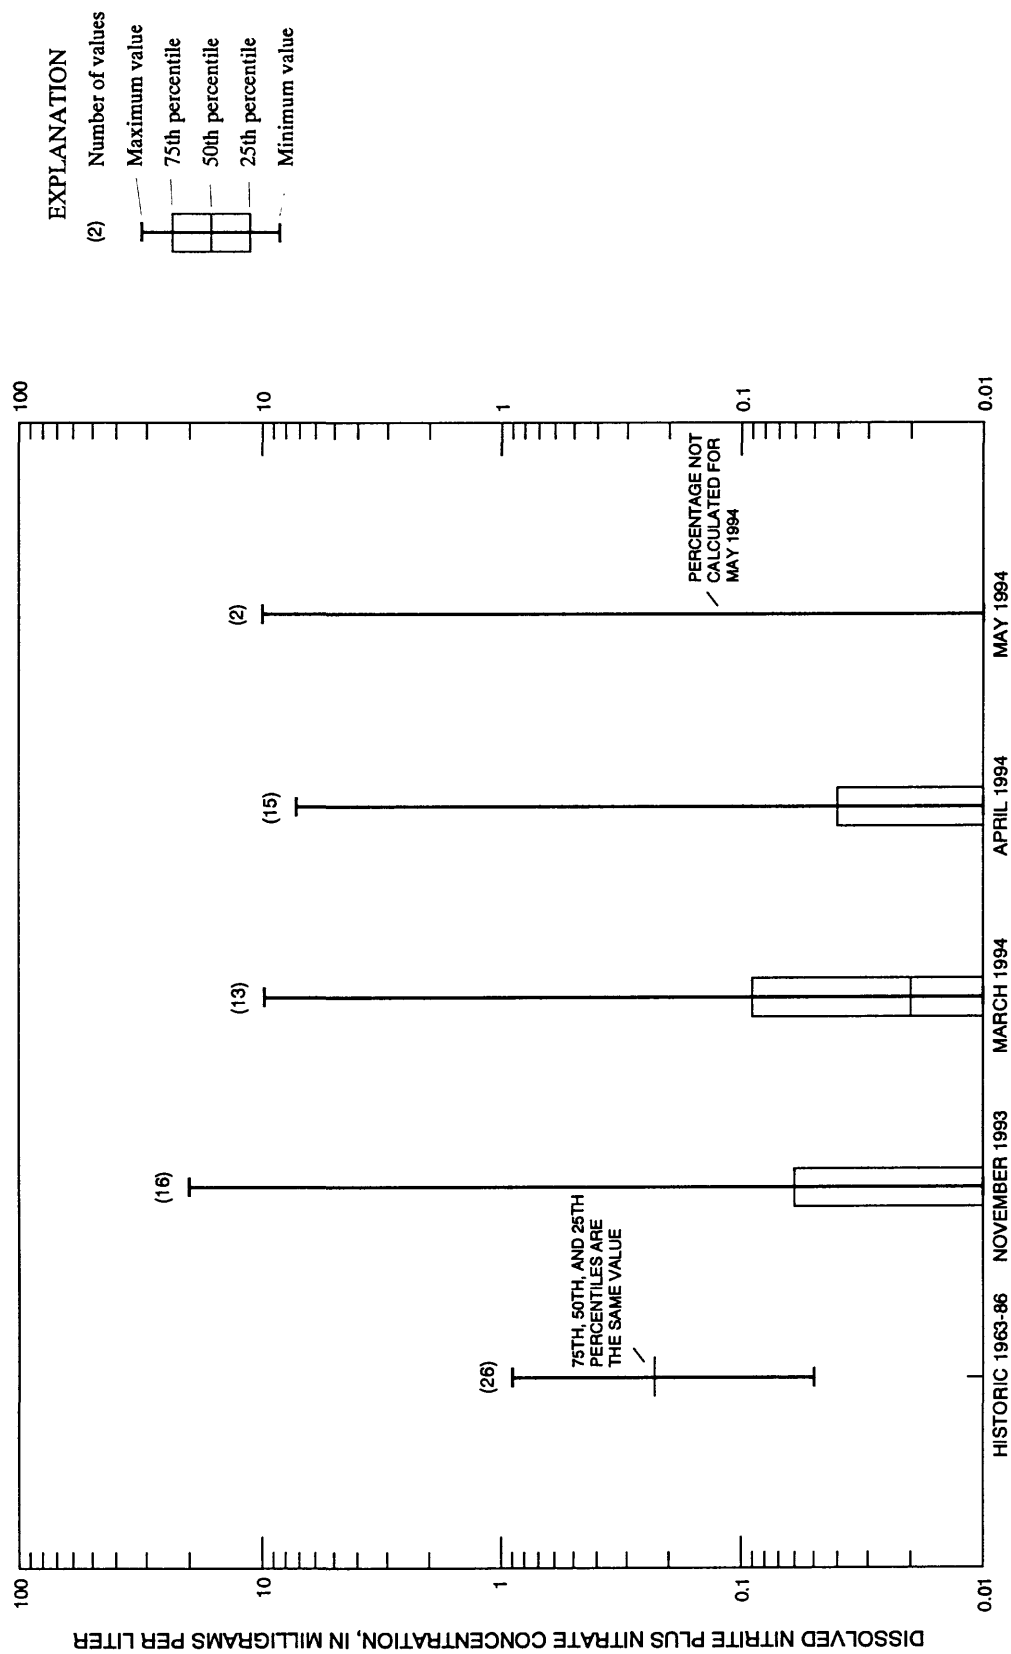 EXPLANATION
(2) Number of values
Maximum value
75th percentile
50th percentile
25th percentile
Minimum value
DISSOLVED NITRITE PLUS NITRATE CONCENTRATION, IN MILLIGRAMS PER LITER
100
10
1
0.1
0.01
100
10
1
0.1
0.01
(26)
75TH, 50TH, AND 25TH
PERCENTILES ARE
THE SAME VALUE
(16)
(13)
(15)
(2)
PERCENTAGE NOT
CALCULATED FOR
MAY 1994
HISTORIC 1963-86
NOVEMBER 1993
MARCH 1994
APRIL 1994
MAY 1994